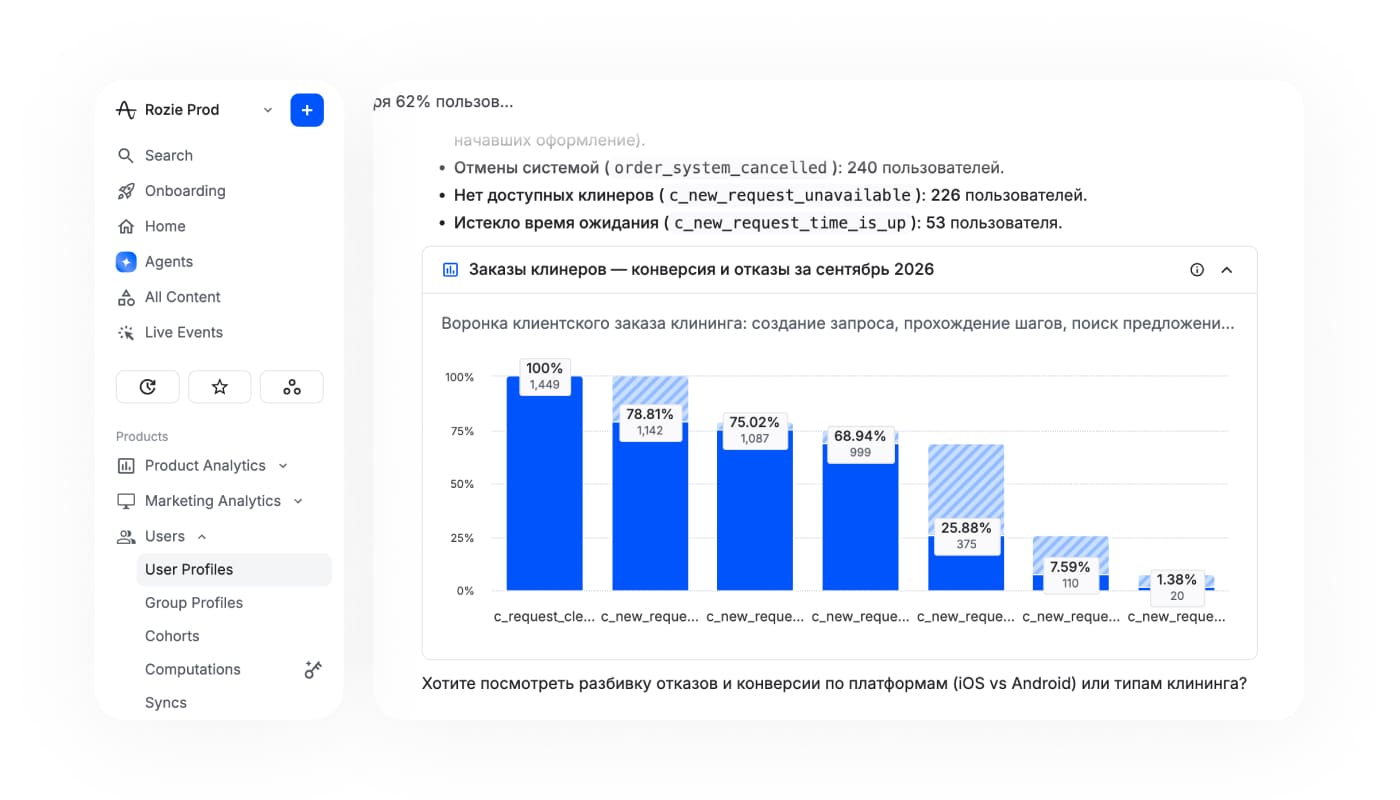 Rozie Prod
Search
Onboarding
Home
Agents
All Content
Live Events
Products
Product Analytics
Marketing Analytics
Users
User Profiles
Group Profiles
Cohorts
Computations
Syncs
ря 62% пользов...
начавших оформление).
• Отмены системой ( order_system_cancelled ): 240 пользователей.
• Нет доступных клинеров ( c_new_request_unavailable ): 226 пользователей.
• Истекло время ожидания ( c_new_request_time_is_up ): 53 пользователя.
Заказы клинеров — конверсия и отказы за сентябрь 2026
Воронка клиентского заказа клининга: создание запроса, прохождение шагов, поиск предложени...
100%
75%
50%
25%
0%
100%
1,449
78.81%
1,142
75.02%
1,087
68.94%
999
25.88%
375
7.59%
110
1.38%
20
c_request_cle... c_new_reque... c_new_reque... c_new_reque... c_new_reque... c_new_reque... c_new_reque...
Хотите посмотреть разбивку отказов и конверсии по платформам (iOS vs Android) или типам клининга?